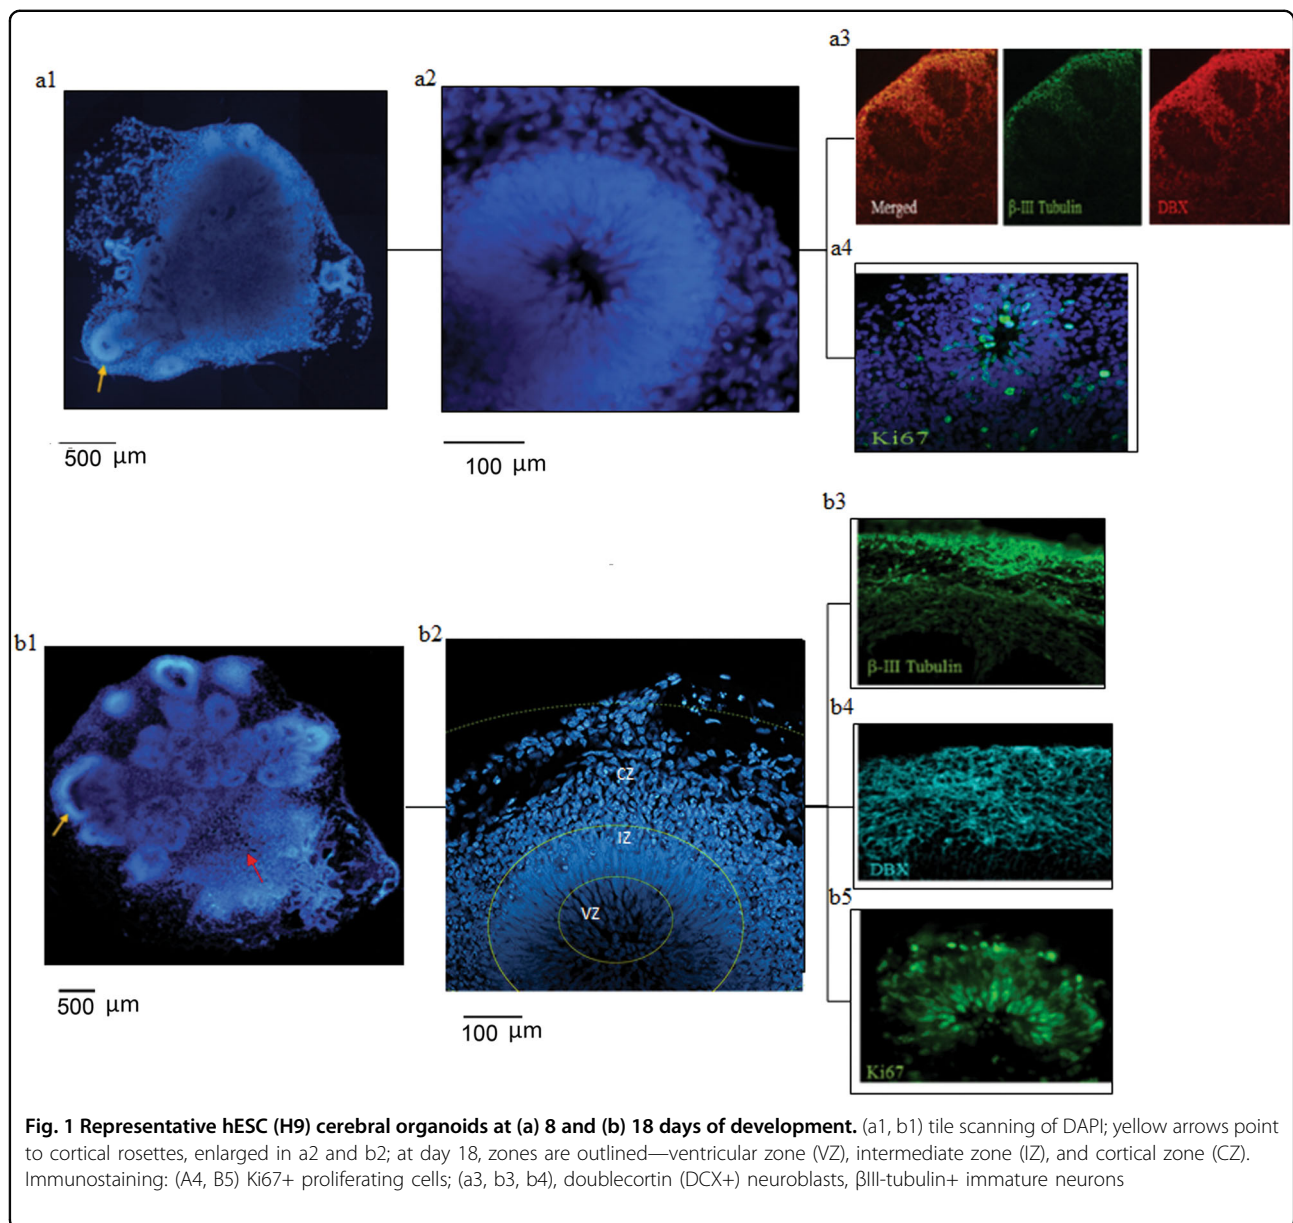 a1
a2
a3
Merged
β-III Tubulin
DBX
a4
Ki67
500 μm
100 μm
b1
b2
CZ
IZ
VZ
b3
β-III Tubulin
b4
DBX
b5
Ki67
500 μm
100 μm
Fig. 1 Representative hESC (H9) cerebral organoids at (a) 8 and (b) 18 days of development. (a1, b1) tile scanning of DAPI; yellow arrows point
to cortical rosettes, enlarged in a2 and b2; at day 18, zones are outlined—ventricular zone (VZ), intermediate zone (IZ), and cortical zone (CZ).
Immunostaining: (A4, B5) Ki67+ proliferating cells; (a3, b3, b4), doublecortin (DCX+) neuroblasts, βIII-tubulin+ immature neurons